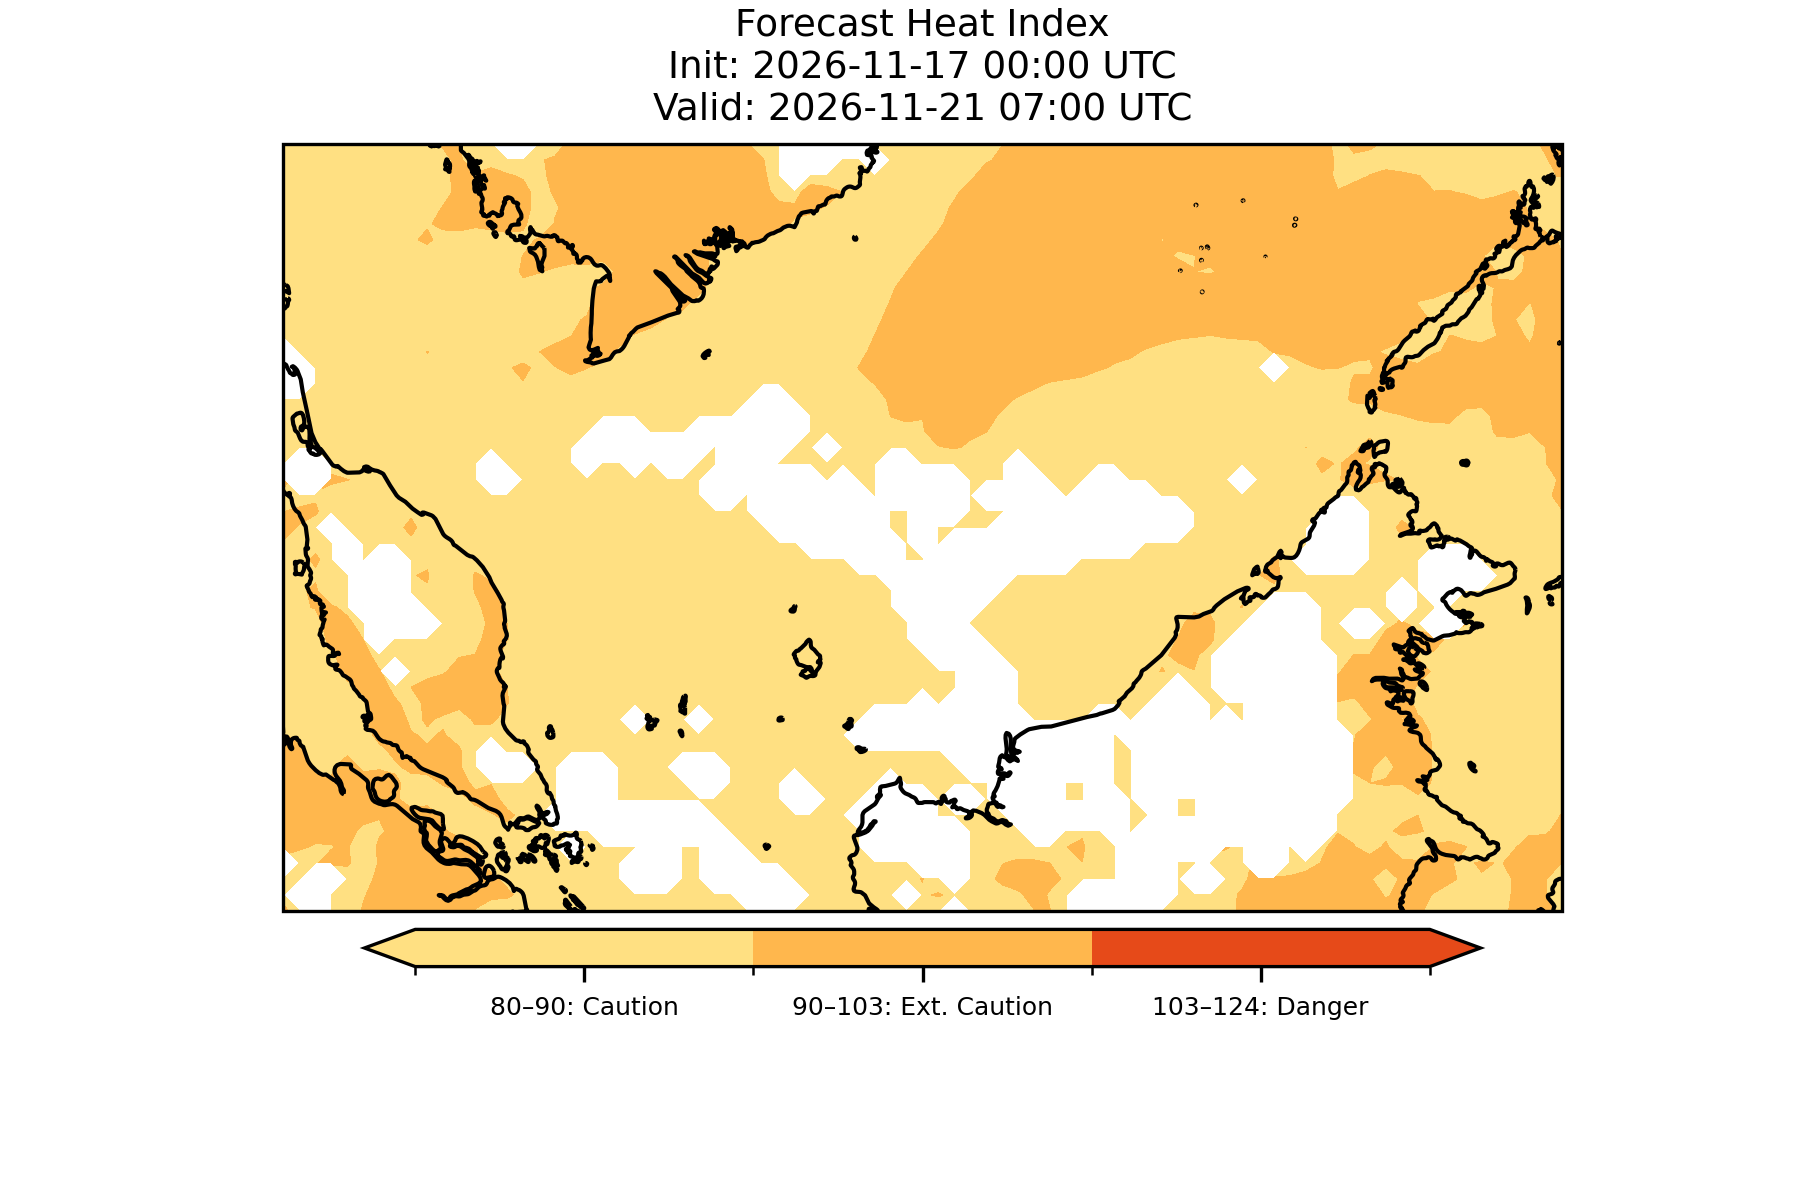 Forecast Heat Index
Init: 2026-11-17 00:00 UTC
Valid: 2026-11-21 07:00 UTC
80–90: Caution
90–103: Ext. Caution
103–124: Danger